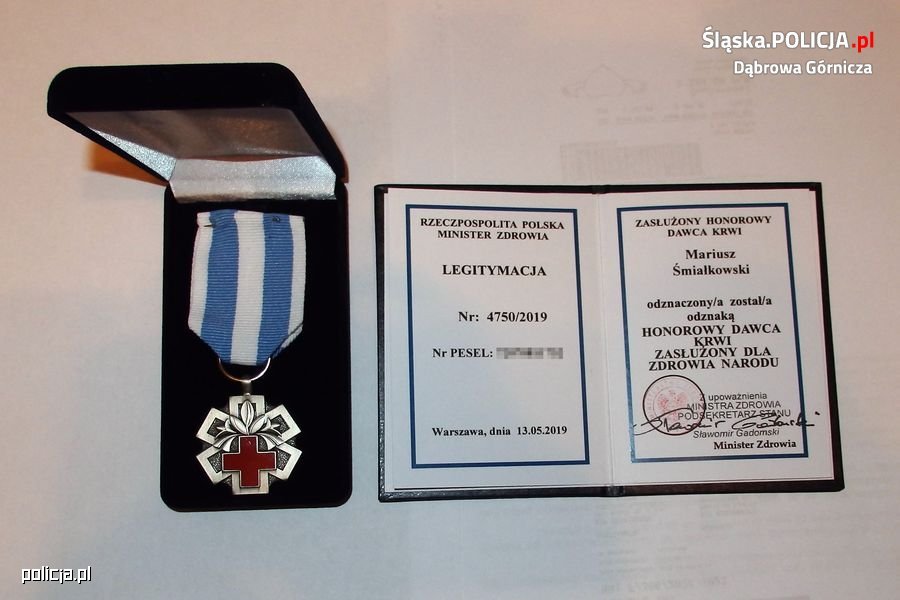 Śląska.POLICJA.pl
Dąbrowa Górnicza
RZECZPOSPOLITA POLSKA
MINISTER ZDROWIA
LEGITYMACJA
Nr: 4750/2019
Nr PESEL:
Warszawa, dnia 13.05.2019
ZASŁUŻONY HONOROWY
DAWCA KRWI
Mariusz
Śmiałkowski
odznaczony/a został/a
odznaką
HONOROWY DAWCA
KRWI
ZASŁUŻONY DLA
ZDROWIA NARODU
Z upoważnienia
MINISTRA ZDROWIA
PODSEKRETARZ STANU
Sławomir Gadomski
Minister Zdrowia
policja.pl